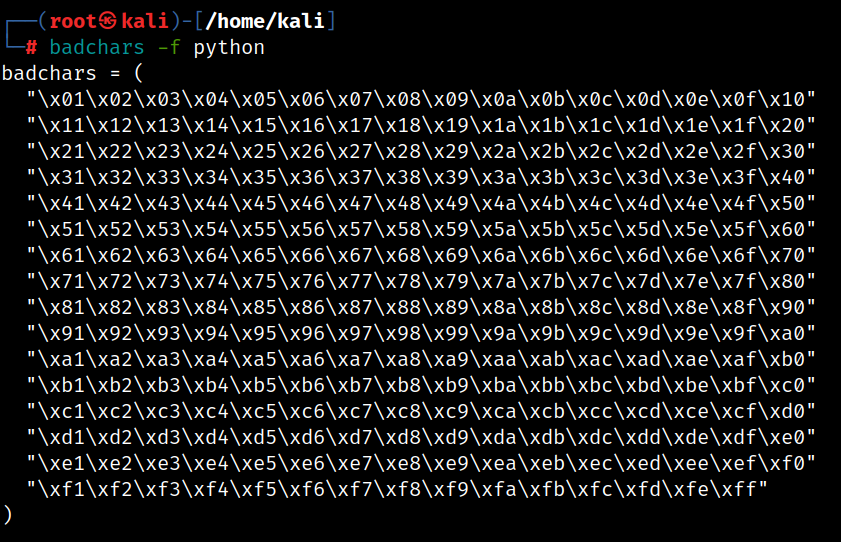 ┌──(root㉿kali)-[/home/kali]
└─# badchars -f python
badchars = (
  "\x01\x02\x03\x04\x05\x06\x07\x08\x09\x0a\x0b\x0c\x0d\x0e\x0f\x10"
  "\x11\x12\x13\x14\x15\x16\x17\x18\x19\x1a\x1b\x1c\x1d\x1e\x1f\x20"
  "\x21\x22\x23\x24\x25\x26\x27\x28\x29\x2a\x2b\x2c\x2d\x2e\x2f\x30"
  "\x31\x32\x33\x34\x35\x36\x37\x38\x39\x3a\x3b\x3c\x3d\x3e\x3f\x40"
  "\x41\x42\x43\x44\x45\x46\x47\x48\x49\x4a\x4b\x4c\x4d\x4e\x4f\x50"
  "\x51\x52\x53\x54\x55\x56\x57\x58\x59\x5a\x5b\x5c\x5d\x5e\x5f\x60"
  "\x61\x62\x63\x64\x65\x66\x67\x68\x69\x6a\x6b\x6c\x6d\x6e\x6f\x70"
  "\x71\x72\x73\x74\x75\x76\x77\x78\x79\x7a\x7b\x7c\x7d\x7e\x7f\x80"
  "\x81\x82\x83\x84\x85\x86\x87\x88\x89\x8a\x8b\x8c\x8d\x8e\x8f\x90"
  "\x91\x92\x93\x94\x95\x96\x97\x98\x99\x9a\x9b\x9c\x9d\x9e\x9f\xa0"
  "\xa1\xa2\xa3\xa4\xa5\xa6\xa7\xa8\xa9\xaa\xab\xac\xad\xae\xaf\xb0"
  "\xb1\xb2\xb3\xb4\xb5\xb6\xb7\xb8\xb9\xba\xbb\xbc\xbd\xbe\xbf\xc0"
  "\xc1\xc2\xc3\xc4\xc5\xc6\xc7\xc8\xc9\xca\xcb\xcc\xcd\xce\xcf\xd0"
  "\xd1\xd2\xd3\xd4\xd5\xd6\xd7\xd8\xd9\xda\xdb\xdc\xdd\xde\xdf\xe0"
  "\xe1\xe2\xe3\xe4\xe5\xe6\xe7\xe8\xe9\xea\xeb\xec\xed\xee\xef\xf0"
  "\xf1\xf2\xf3\xf4\xf5\xf6\xf7\xf8\xf9\xfa\xfb\xfc\xfd\xfe\xff"
)